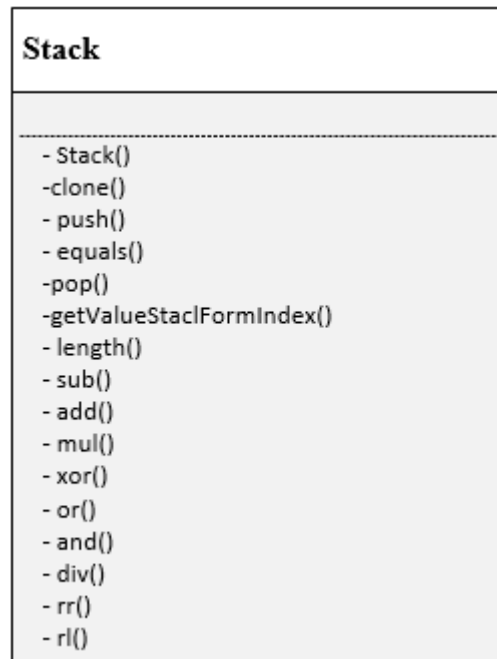 Stack
- Stack()
-clone()
- push()
- equals()
-pop()
-getValueStaclFormIndex()
- length()
- sub()
- add()
- mul()
- xor()
- or()
- and()
- div()
- rr()
- rl()